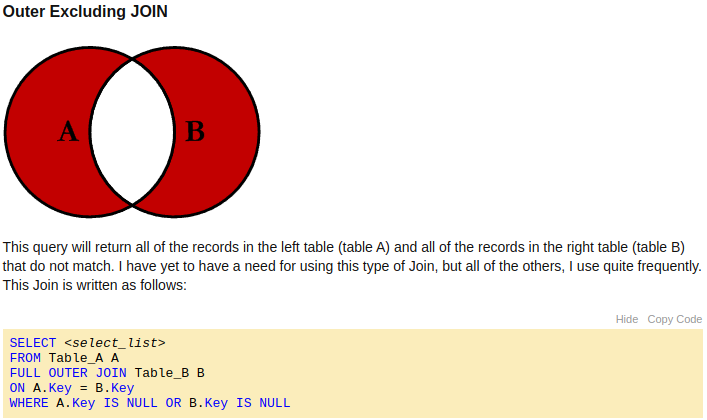 Outer Excluding JOIN
A B
This query will return all of the records in the left table (table A) and all of the records in the right table (table B)
that do not match. I have yet to have a need for using this type of Join, but all of the others, I use quite frequently.
This Join is written as follows:
Hide Copy Code
SELECT <select_list>
FROM Table_A A
FULL OUTER JOIN Table_B B
ON A.Key = B.Key
WHERE A.Key IS NULL OR B.Key IS NULL